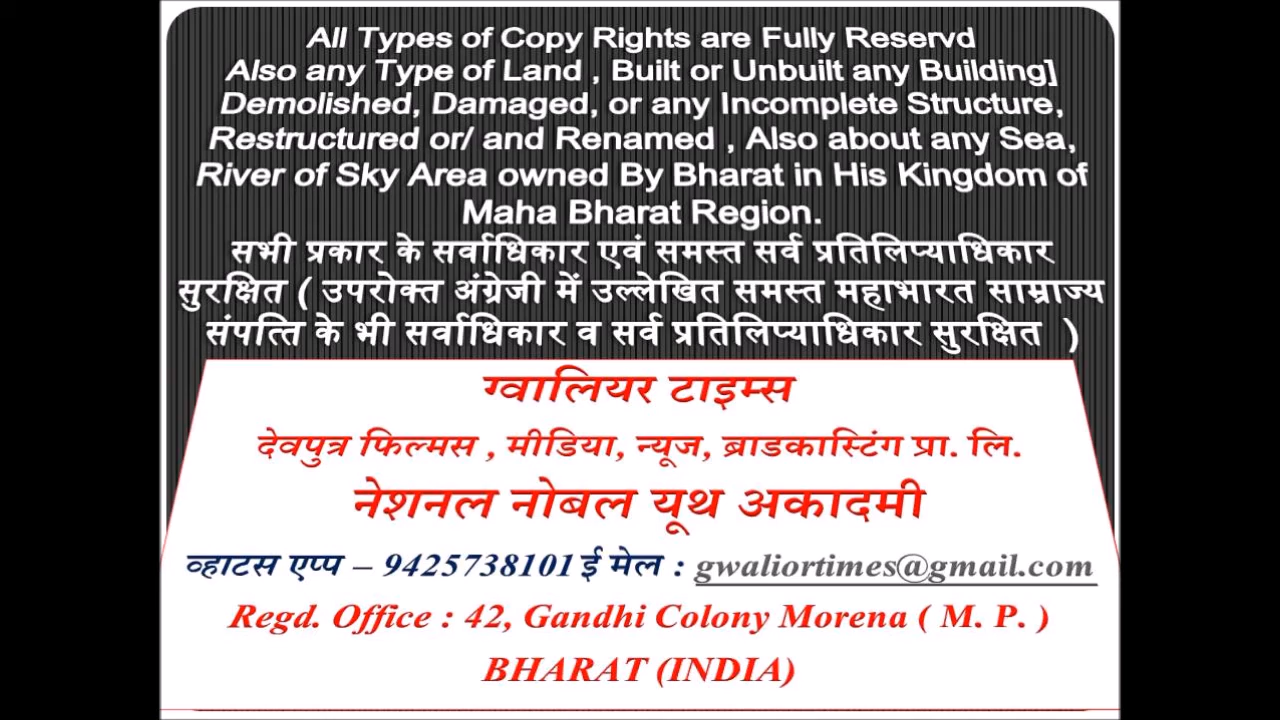 All Types of Copy Rights are Fully Reservd
Also any Type of Land , Built or Unbuilt any Building]
Demolished, Damaged, or any Incomplete Structure,
Restructured or/ and Renamed , Also about any Sea,
River of Sky Area owned By Bharat in His Kingdom of
Maha Bharat Region.
सभी प्रकार के सर्वाधिकार एवं समस्त सर्व प्रतिलिप्याधिकार
सुरक्षित ( उपरोक्त अंग्रेजी में उल्लेखित समस्त महाभारत साम्राज्य
संपत्ति के भी सर्वाधिकार व सर्व प्रतिलिप्याधिकार सुरक्षित )
ग्वालियर टाइम्स
देवपुत्र फिल्मस , मीडिया, न्यूज, ब्राडकास्टिंग प्रा. लि.
नेशनल नोबल यूथ अकादमी
व्हाटस एप्प – 9425738101 ई मेल : gwaliortimes@gmail.com
Regd. Office : 42, Gandhi Colony Morena ( M. P. )
BHARAT (INDIA)